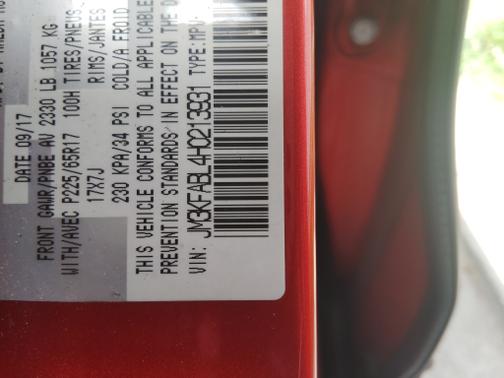 DATE 09/17
FRONT GAWR/PNBE AV 2330 LB 1057 KG
WITH/AVEC P225/65R17 100H TIRES/PNEUS
17X7J RIMS/JANTES
230 KPA/34 PSI COLD/A FROID
THIS VEHICLE CONFORMS TO ALL APPLICABLE
PREVENTION STANDARDS IN EFFECT ON THE
VIN: JM3KFABL4H0213931 TYPE:MPV